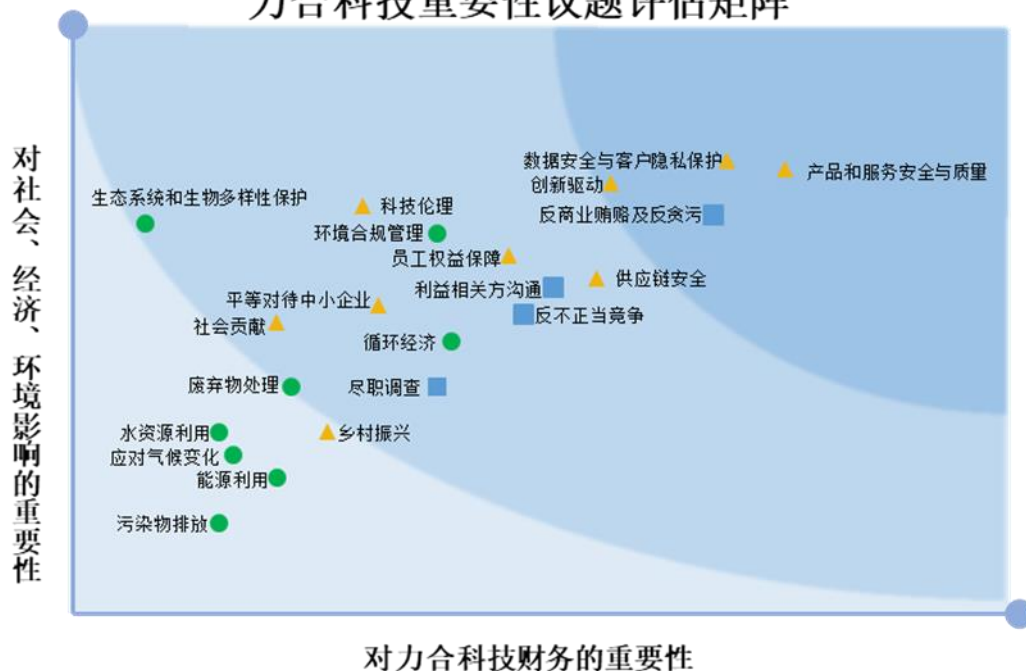 力合科技重要性议题评估矩阵
对社会、经济、环境影响的重要性
数据安全与客户隐私保护
产品和服务安全与质量
创新驱动
生态系统和生物多样性保护
科技伦理
反商业贿赂及反贪污
环境合规管理
员工权益保障
供应链安全
利益相关方沟通
平等对待中小企业
反不正当竞争
社会贡献
循环经济
废弃物处理
尽职调查
水资源利用
乡村振兴
应对气候变化
能源利用
污染物排放
对力合科技财务的重要性